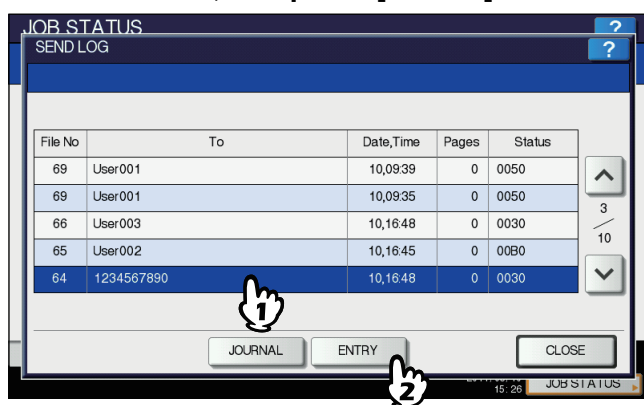 JOB STATUS ?
SEND LOG ?
File No To Date,Time Pages Status
69 User001 10,09:39 0 0050
69 User001 10,09:35 0 0050
66 User003 10,16:48 0 0030
65 User002 10,16:45 0 00B0
64 1234567890 10,16:48 0 0030
3
10
1
JOURNAL ENTRY CLOSE
2
15: 26 JOB STATUS